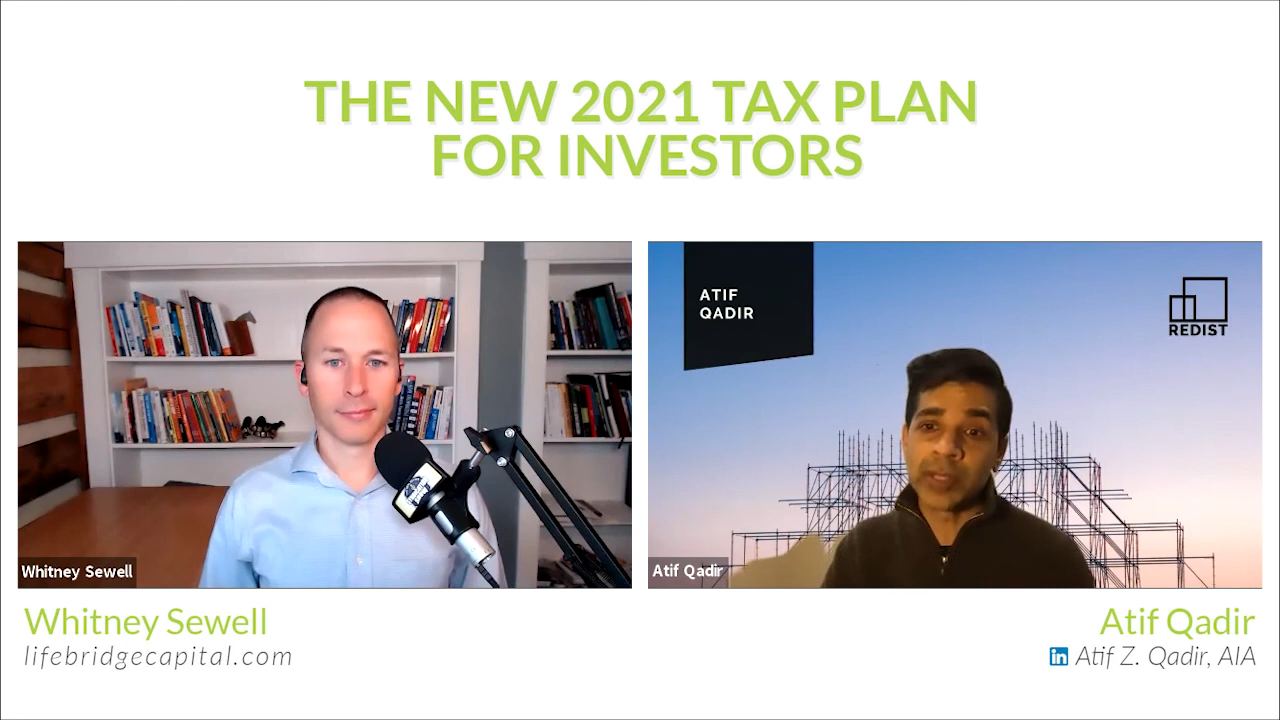 THE NEW 2021 TAX PLAN
FOR INVESTORS
ATIF
QADIR
REDIST
Whitney Sewell
Atif Qadir
Whitney Sewell
lifebridgecapital.com
Atif Qadir
in Atif Z. Qadir, AIA